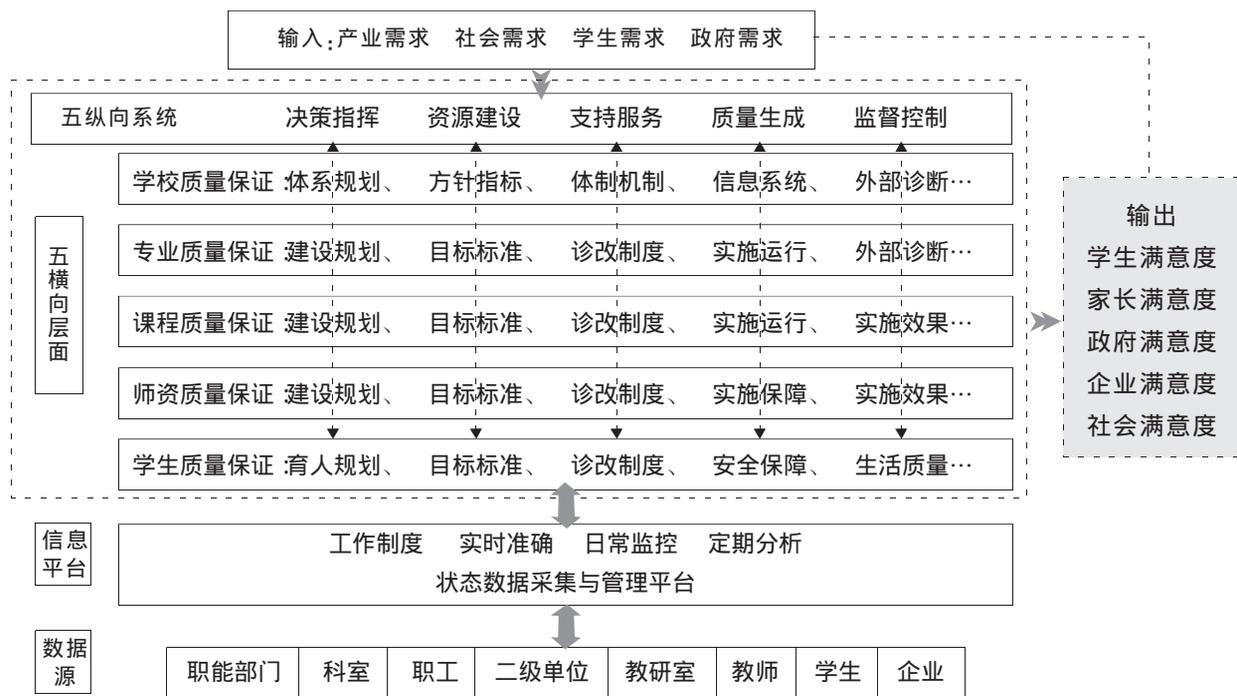 输入:产业需求 社会需求 学生需求 政府需求
五纵向系统 决策指挥 资源建设 支持服务 质量生成 监督控制
五横向层面
学校质量保证:体系规划、 方针指标、 体制机制、 信息系统、 外部诊断…
专业质量保证:建设规划、 目标标准、 诊改制度、 实施运行、 外部诊断…
课程质量保证:建设规划、 目标标准、 诊改制度、 实施运行、 实施效果…
师资质量保证:建设规划、 目标标准、 诊改制度、 实施保障、 实施效果…
学生质量保证:育人规划、 目标标准、 诊改制度、 安全保障、 生活质量…
输出
学生满意度
家长满意度
政府满意度
企业满意度
社会满意度
信息
平台
工作制度 实时准确 日常监控 定期分析
状态数据采集与管理平台
数据
源
职能部门 科室 职工 二级单位 教研室 教师 学生 企业